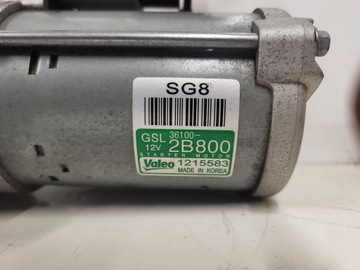 SG8
GSL 36100-
12V 2B800
STARTER MOTOR
Valeo 1215583
MADE IN KOREA